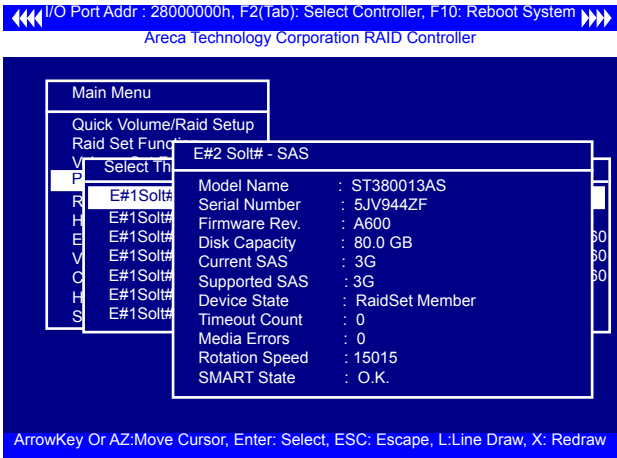 I/O Port Addr : 28000000h, F2(Tab): Select Controller, F10: Reboot System
Areca Technology Corporation RAID Controller
Main Menu
Quick Volume/Raid Setup
Raid Set Func
Select Th
E#1Solt#
E#1Solt#
E#1Solt#
E#1Solt#
E#1Solt#
E#1Solt#
E#2 Solt# - SAS
Model Name : ST380013AS
Serial Number : 5JV944ZF
Firmware Rev. : A600
Disk Capacity : 80.0 GB
Current SAS : 3G
Supported SAS : 3G
Device State : RaidSet Member
Timeout Count : 0
Media Errors : 0
Rotation Speed : 15015
SMART State : O.K.
ArrowKey Or AZ:Move Cursor, Enter: Select, ESC: Escape, L:Line Draw, X: Redraw